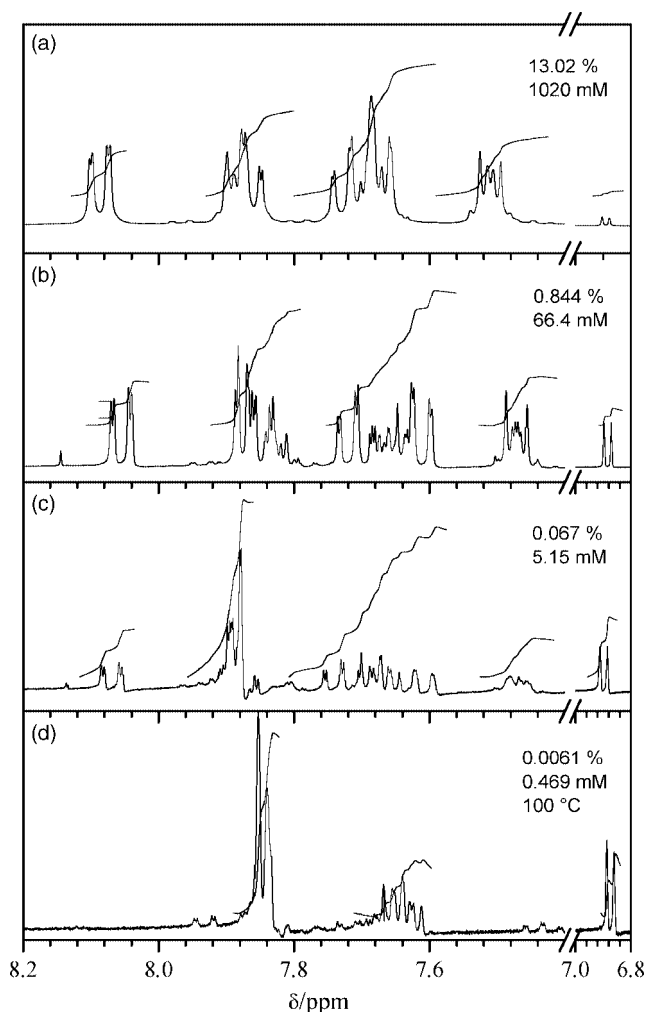 (a)
13.02 %
1020 mM
(b)
0.844 %
66.4 mM
(c)
0.067 %
5.15 mM
(d)
0.0061 %
0.469 mM
100 °C
8.2 8.0 7.8 7.6 7.0 6.8
δ/ppm